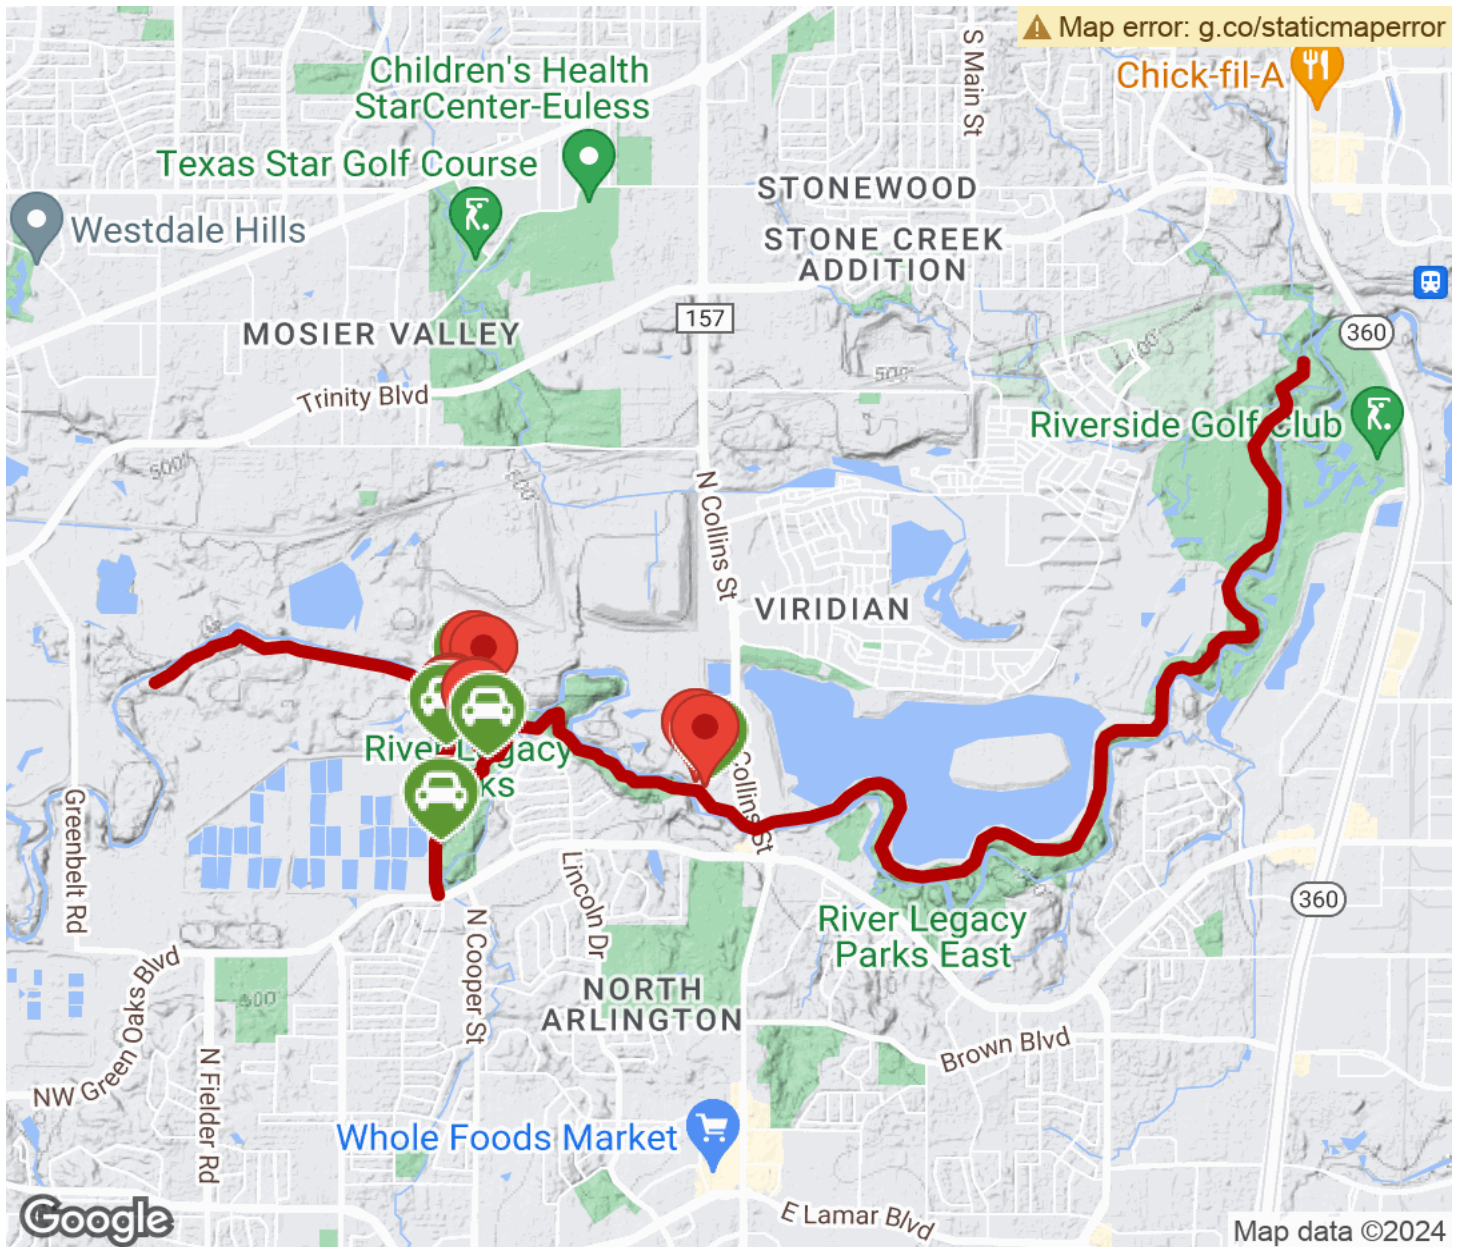 Map error: g.co/staticmaperror
Children's Health
StarCenter-Euless
S Main St
Chick-fil-A
Texas Star Golf Course
STONEWOOD
Westdale Hills
STONE CREEK
ADDITION
157
MOSIER VALLEY
360
500'
Trinity Blvd
Riverside Golf Club
500'
N Collins St
VIRIDIAN
River Legacy
ks
Collins St
Greenbelt Rd
Lincoln Dr
360
River Legacy
Parks East
N Cooper St
NW Green Oaks Blvd
NORTH
ARLINGTON
N Fielder Rd
Brown Blvd
Whole Foods Market
E Lamar Blvd
Google
Map data ©2024